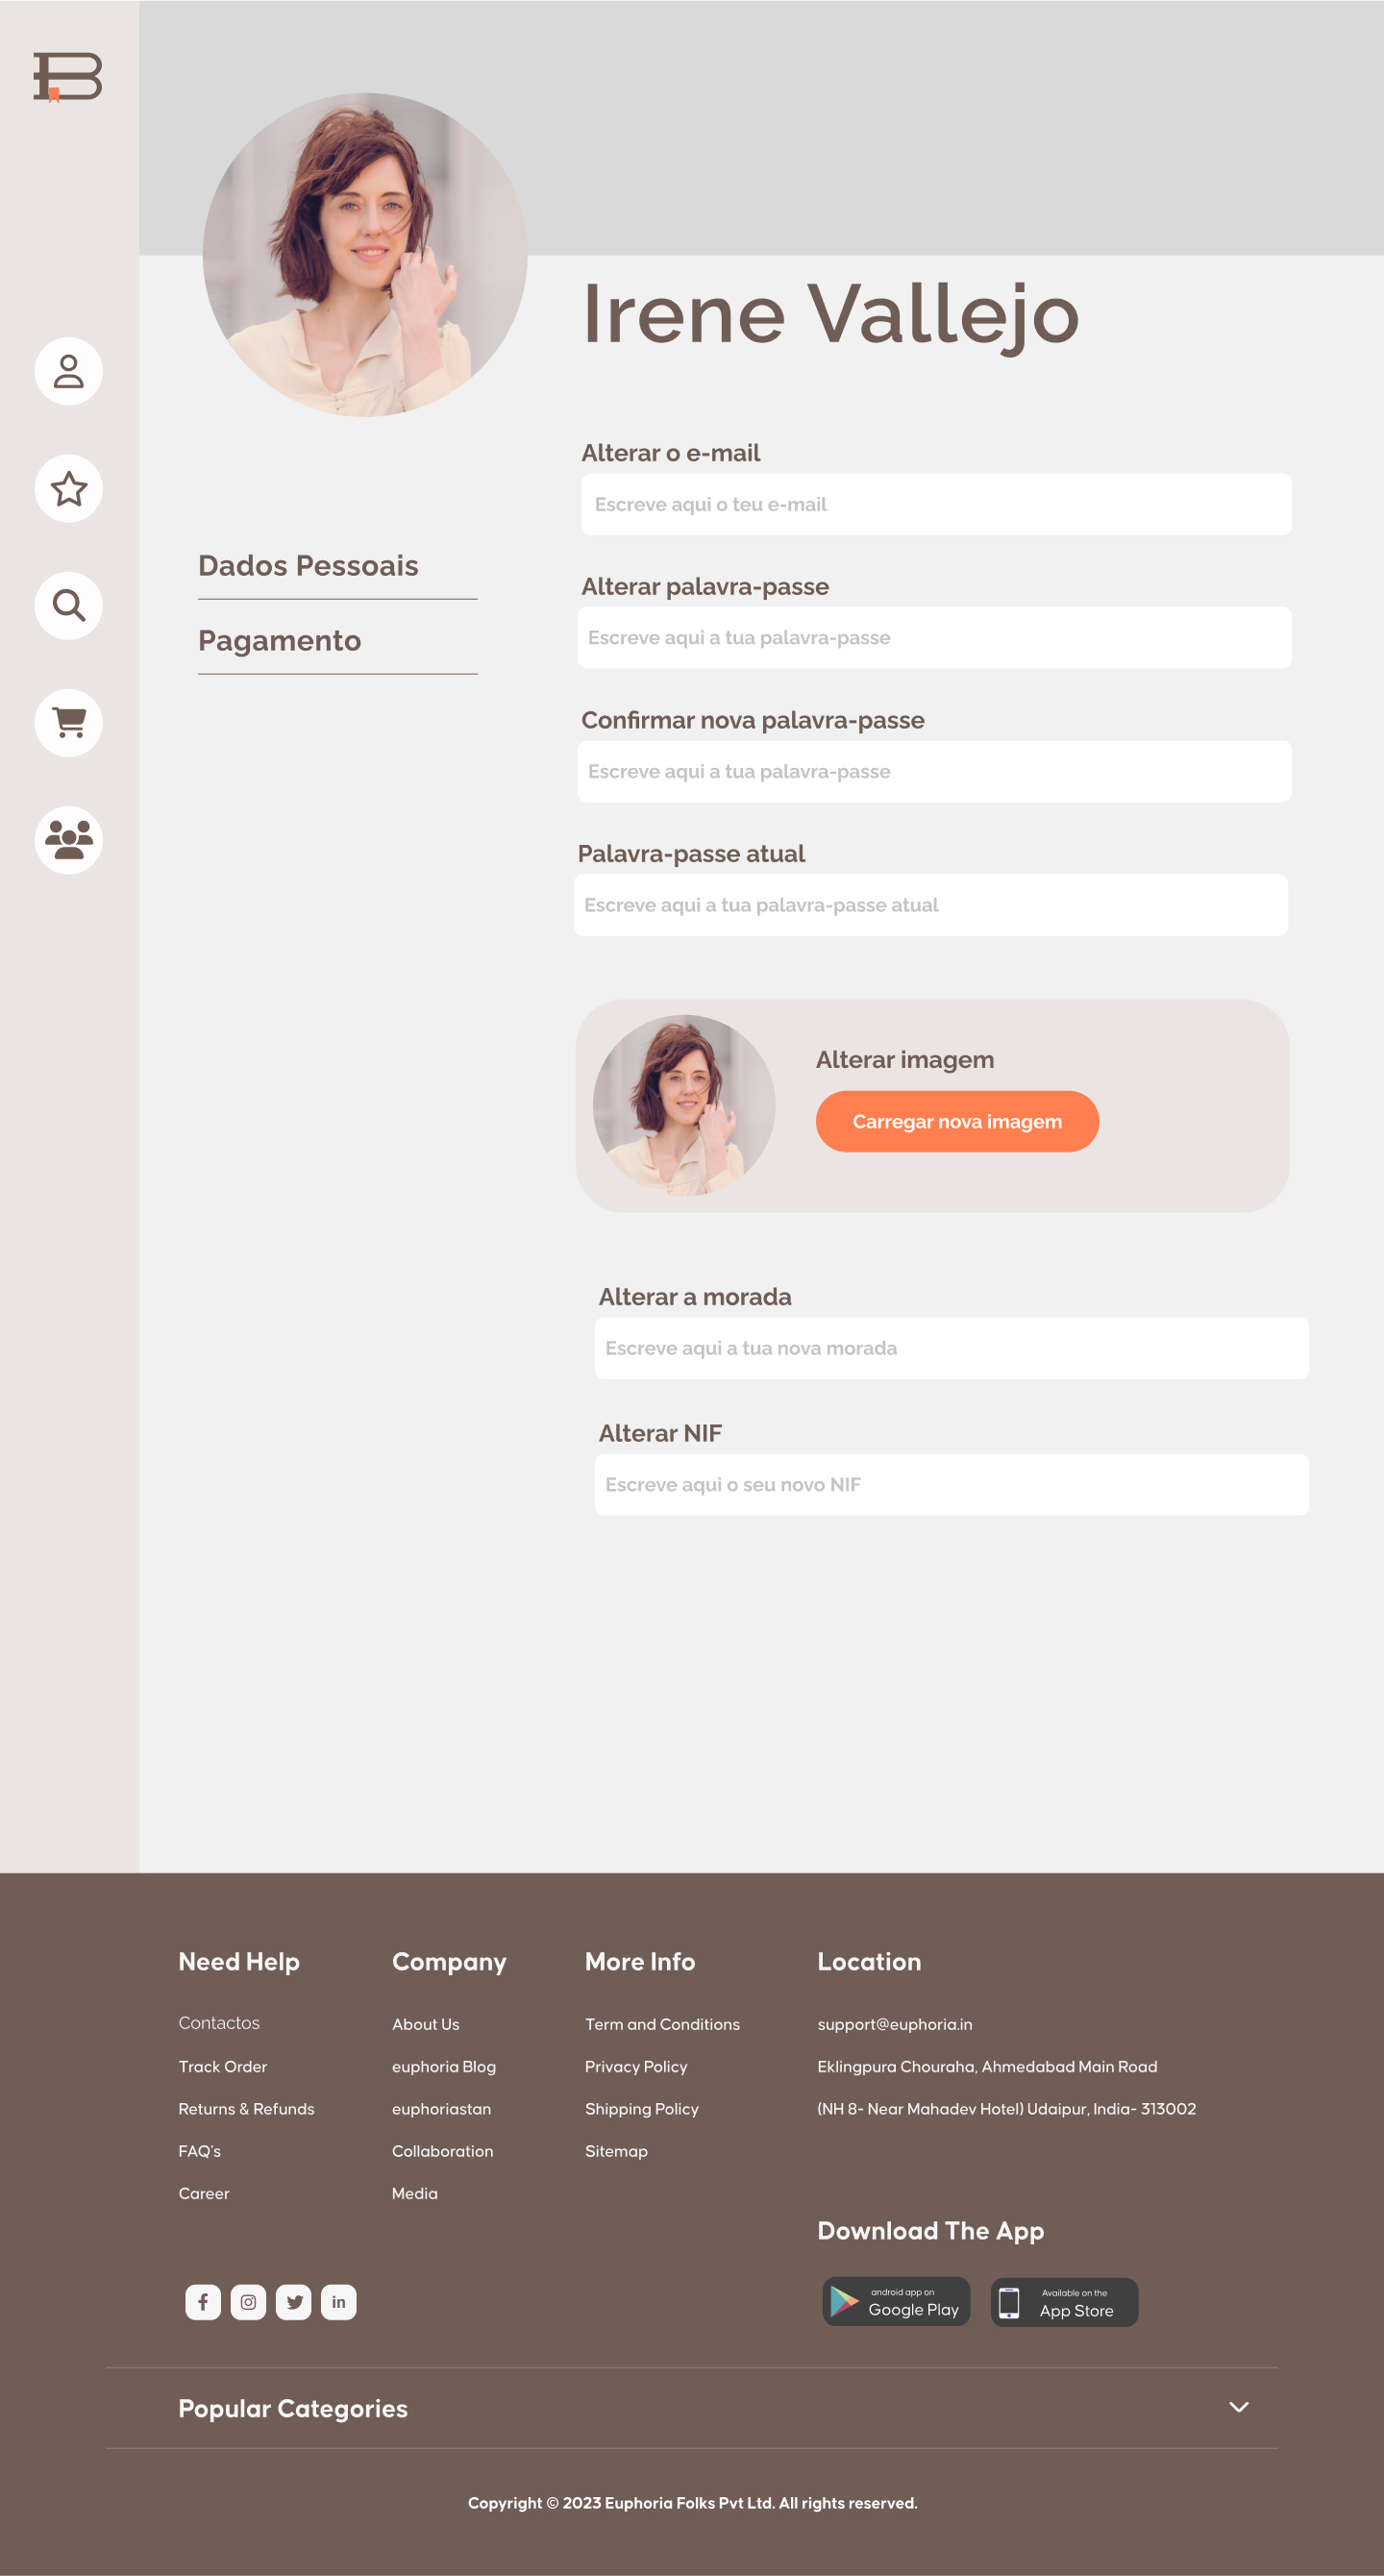 B
Irene Vallejo
Dados Pessoais
Pagamento
Alterar o e-mail
Escreve aqui o teu e-mail
Alterar palavra-passe
Escreve aqui a tua palavra-passe
Confirmar nova palavra-passe
Escreve aqui a tua palavra-passe
Palavra-passe atual
Escreve aqui a tua palavra-passe atual
Alterar imagem
Carregar nova imagem
Alterar a morada
Escreve aqui a tua nova morada
Alterar NIF
Escreve aqui o seu novo NIF
Need Help
Contactos
Track Order
Returns & Refunds
FAQ's
Career
Company
About Us
euphoria Blog
euphoriastan
Collaboration
Media
More Info
Term and Conditions
Privacy Policy
Shipping Policy
Sitemap
Location
support@euphoria.in
Eklingpura Chouraha, Ahmedabad Main Road
(NH 8- Near Mahadev Hotel) Udaipur, India- 313002
Download The App
android app on
Google Play
Available on the
App Store
Popular Categories
Copyright © 2023 Euphoria Folks Pvt Ltd. All rights reserved.